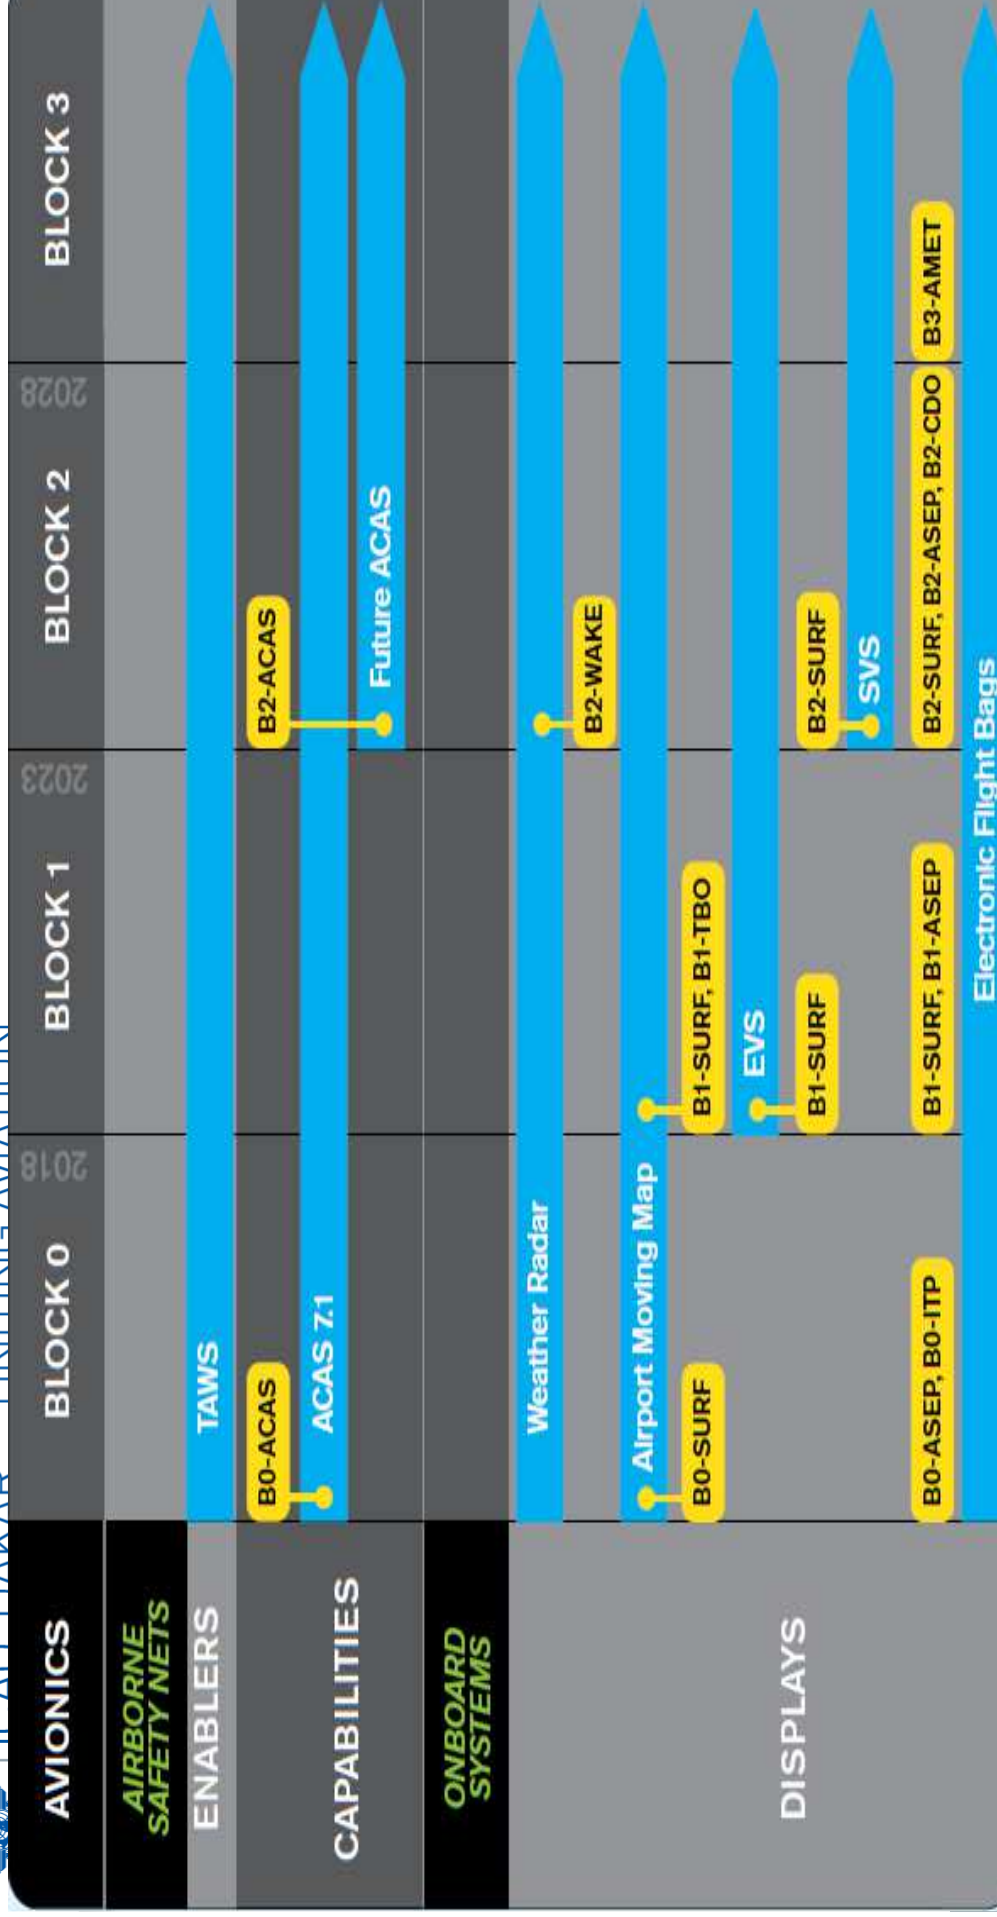 AVIONICS
BLOCK 0
2018
BLOCK 1
2023
BLOCK 2
2028
BLOCK 3
AIRBORNE
SAFETY NETS
ENABLERS
TAWS
CAPABILITIES
B0-ACAS
B2-ACAS
ACAS 7.1
Future ACAS
ONBOARD
SYSTEMS
DISPLAYS
Weather Radar
B2-WAKE
Airport Moving Map
B0-SURF
B1-SURF, B1-TBO
EVS
B1-SURF
B2-SURF
SVS
B0-ASEP, B0-ITP
B1-SURF, B1-ASEP
B2-SURF, B2-ASEP, B2-CDO
B3-AMET
Electronic Flight Bags